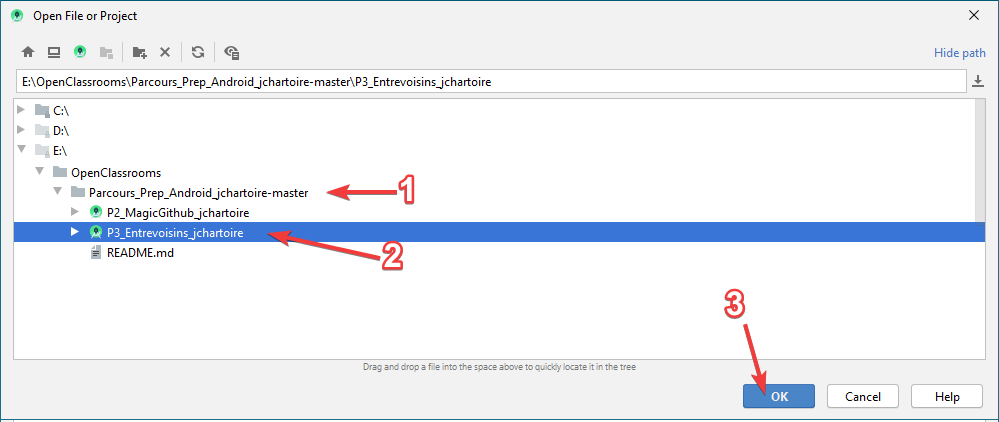 Open File or Project
Hide path
E:\OpenClassrooms\Parcours_Prep_Android_jchartoire-master\P3_Entrevoisins_jchartoire
C:\
D:\
E:\
OpenClassrooms
Parcours_Prep_Android_jchartoire-master 1
P2_MagicGithub_jchartoire
P3_Entrevoisins_jchartoire
2
README.md
3
Drag and drop a file into the space above to quickly locate it in the tree
OK Cancel Help